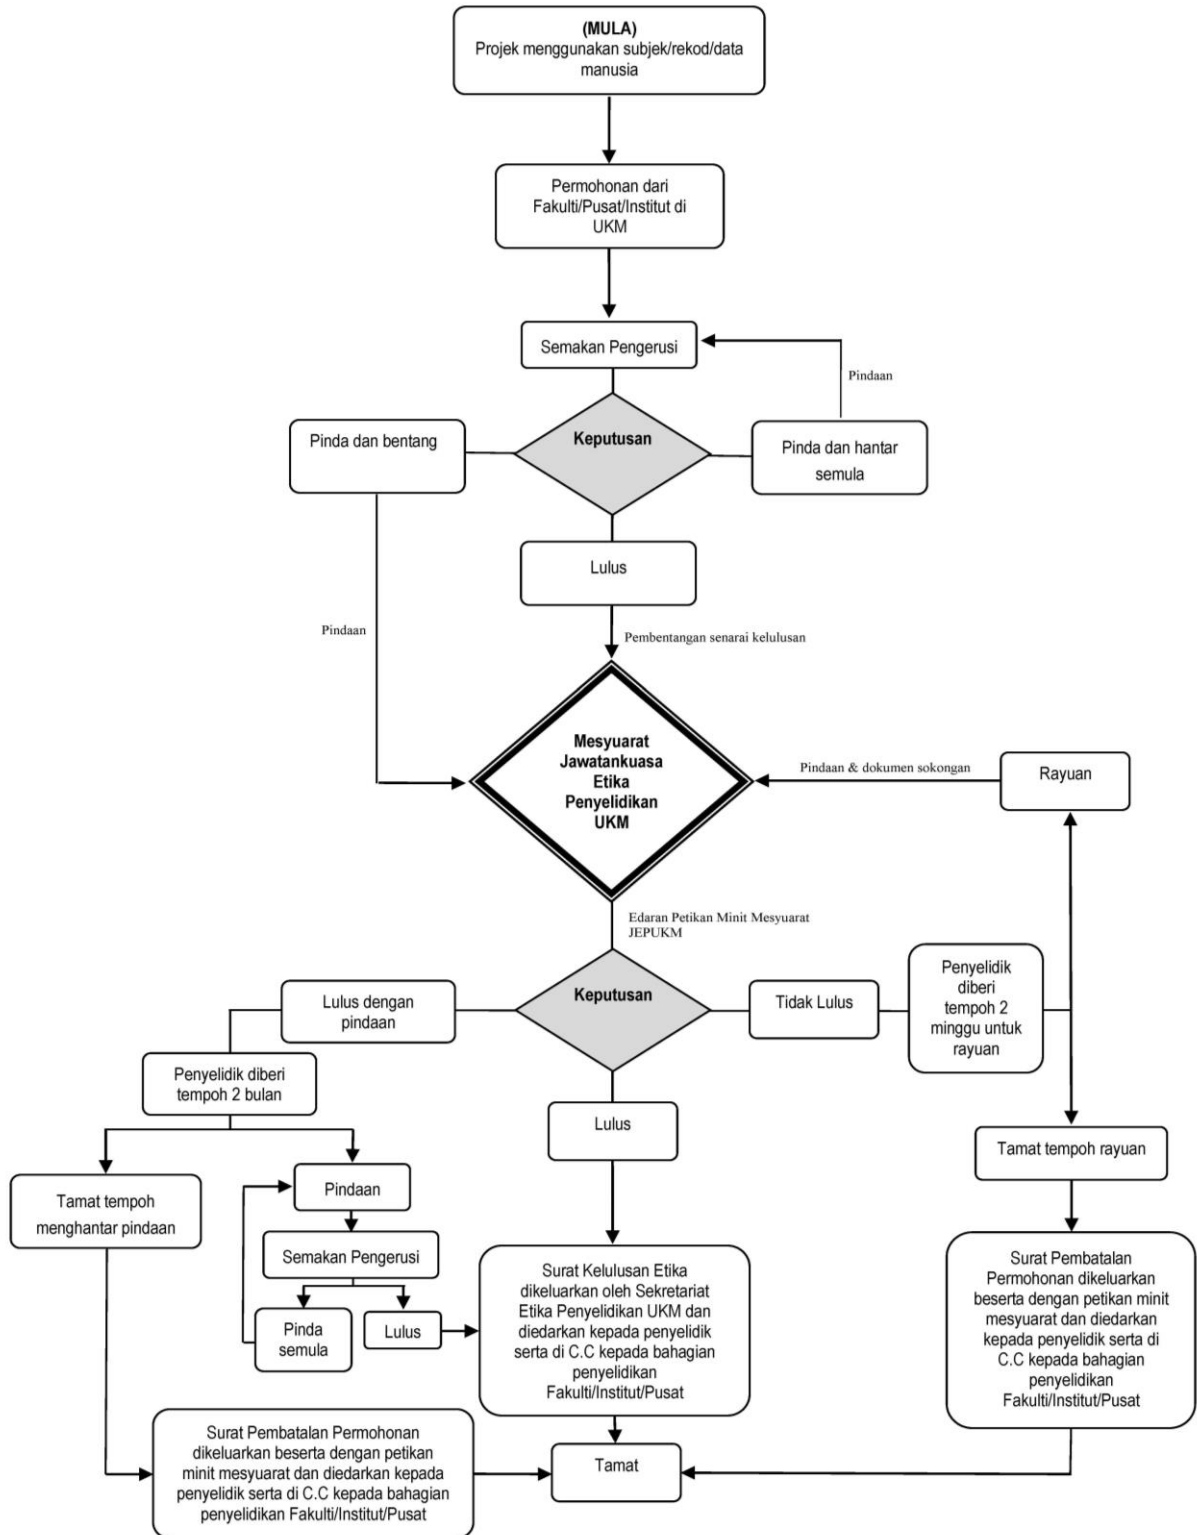 (MULA)
Projek menggunakan subjek/rekod/data
manusia
Permohonan dari
Fakulti/Pusat/Institut di
UKM
Semakan Pengerusi
Pindaan
Pinda dan bentang
Keputusan
Pinda dan hantar
semula
Lulus
Pindaan
Pembentangan senarai kelulusan
Mesyuarat
Jawatankuasa
Etika
Penyelidikan
UKM
Pindaan & dokumen sokongan
Rayuan
Edaran Petikan Minit Mesyuarat
JEPUKM
Lulus dengan
pindaan
Keputusan
Tidak Lulus
Penyelidik
diberi
tempoh 2
minggu untuk
rayuan
Penyelidik diberi
tempoh 2 bulan
Lulus
Tamat tempoh rayuan
Tamat tempoh
menghantar pindaan
Pindaan
Semakan Pengerusi
Pinda
semula
Lulus
Surat Kelulusan Etika
dikeluarkan oleh Sekretariat
Etika Penyelidikan UKM dan
diedarkan kepada penyelidik
serta di C.C kepada bahagian
penyelidikan
Fakulti/Institut/Pusat
Surat Pembatalan
Permohonan dikeluarkan
beserta dengan petikan minit
mesyuarat dan diedarkan
kepada penyelidik serta di
C.C kepada bahagian
penyelidikan
Fakulti/Institut/Pusat
Surat Pembatalan Permohonan
dikeluarkan beserta dengan petikan
minit mesyuarat dan diedarkan kepada
penyelidik serta di C.C kepada bahagian
penyelidikan Fakulti/Institut/Pusat
Tamat